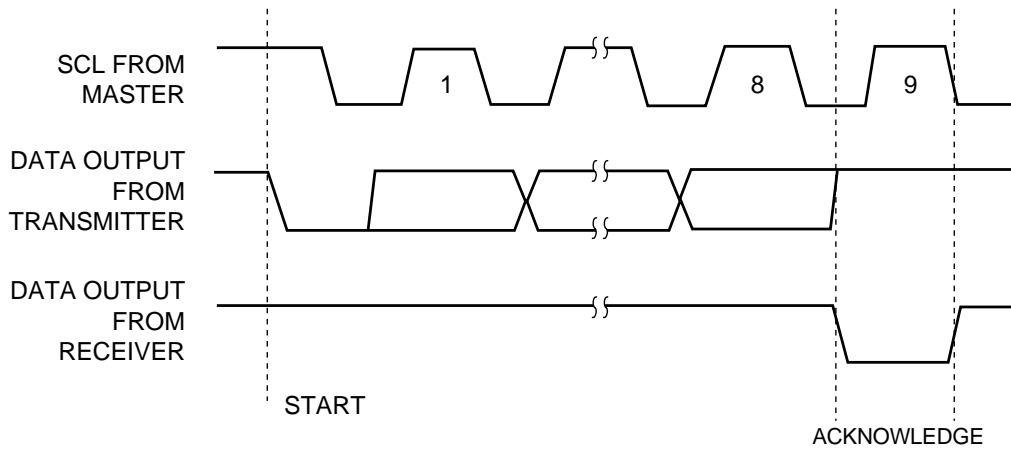 SCL FROM
MASTER
1
8
9
DATA OUTPUT
FROM
TRANSMITTER
DATA OUTPUT
FROM
RECEIVER
START
ACKNOWLEDGE